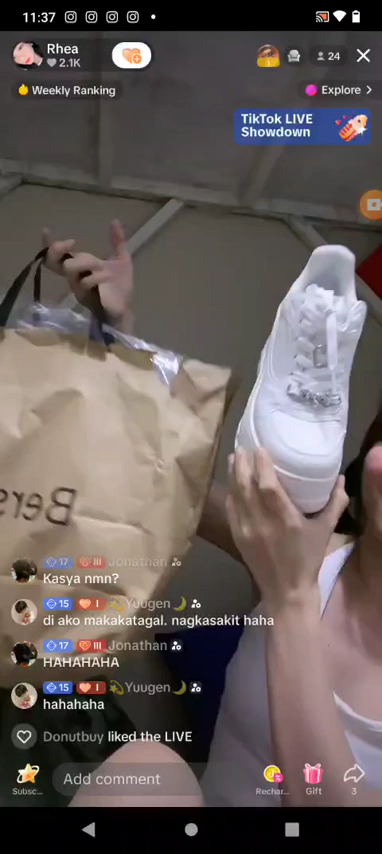 11:37
Rhea
2.1K
24
Weekly Ranking
Explore >
TikTok LIVE
Showdown
Bers
17 III Jonathan
Kasya nmn?
15 I 💫Yuugen🌙
di ako makakatagal. nagkasakit haha
17 III Jonathan
HAHAHAHA
15 I 💫Yuugen🌙
hahahaha
Donutbuy liked the LIVE
Subsc...
Add comment
Rechar...
Gift
3